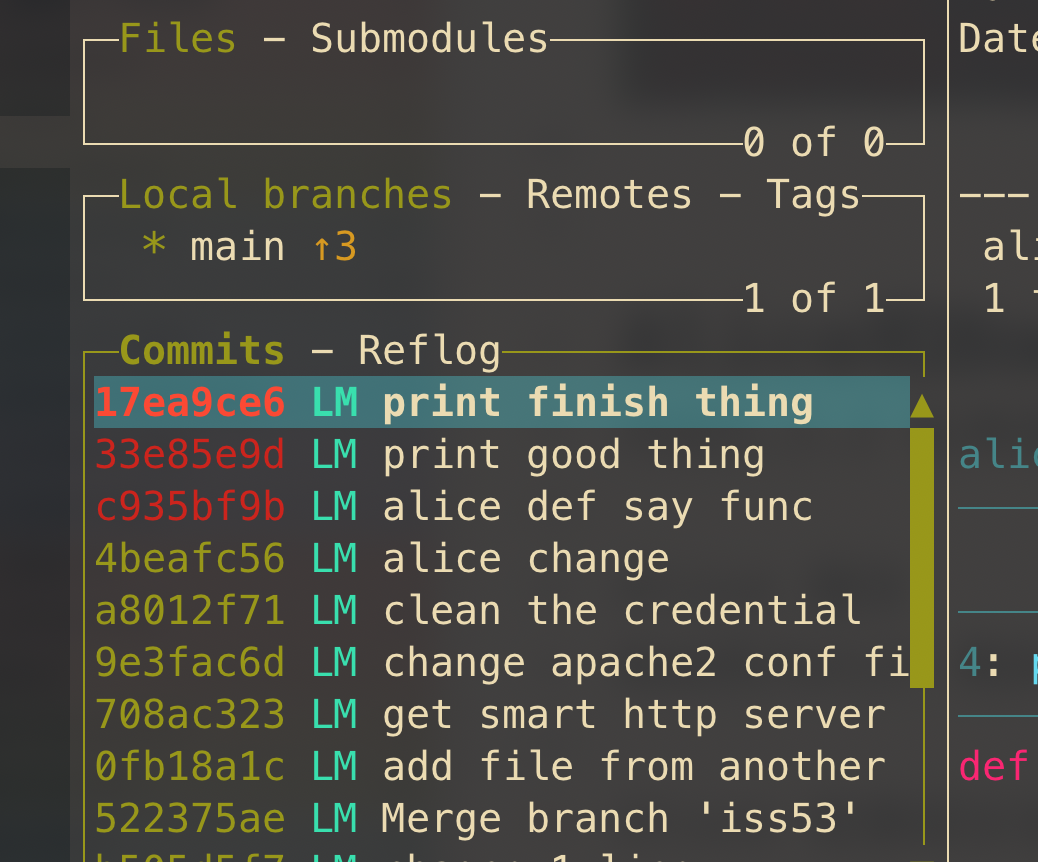 Files - Submodules
0 of 0
Local branches - Remotes - Tags
* main ↑3
1 of 1
Commits - Reflog
17ea9ce6 LM print finish thing
33e85e9d LM print good thing
c935bf9b LM alice def say func
4beafc56 LM alice change
a8012f71 LM clean the credential
9e3fac6d LM change apache2 conf fi
708ac323 LM get smart http server
0fb18a1c LM add file from another
522375ae LM Merge branch 'iss53'
Date
---
ali
1
alic
4: p
def